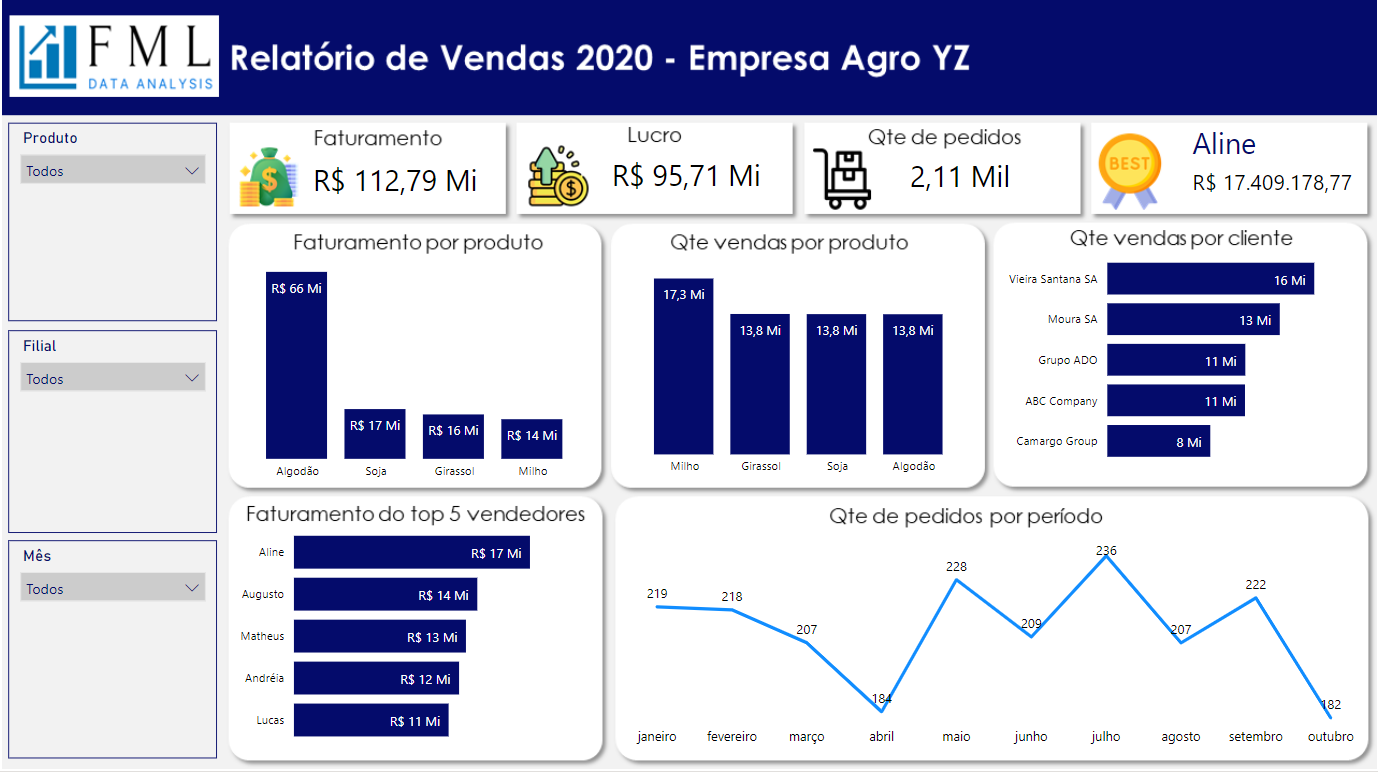 FML
DATA ANALYSIS
Relatório de Vendas 2020 - Empresa Agro YZ
Produto
Todos
Filial
Todos
Mês
Todos
Faturamento
R$ 112,79 Mi
Lucro
R$ 95,71 Mi
Qte de pedidos
2,11 Mil
BEST
Aline
R$ 17.409.178,77
Faturamento por produto
R$ 66 Mi
R$ 17 Mi
R$ 16 Mi
R$ 14 Mi
Algodão Soja Girassol Milho
Qte vendas por produto
17,3 Mi
13,8 Mi
13,8 Mi
13,8 Mi
Milho Girassol Soja Algodão
Qte vendas por cliente
Vieira Santana SA 16 Mi
Moura SA 13 Mi
Grupo ADO 11 Mi
ABC Company 11 Mi
Camargo Group 8 Mi
Faturamento do top 5 vendedores
Aline R$ 17 Mi
Augusto R$ 14 Mi
Matheus R$ 13 Mi
Andréia R$ 12 Mi
Lucas R$ 11 Mi
Qte de pedidos por período
219 218 207 184 228 209 236 207 222 182
janeiro fevereiro março abril maio junho julho agosto setembro outubro